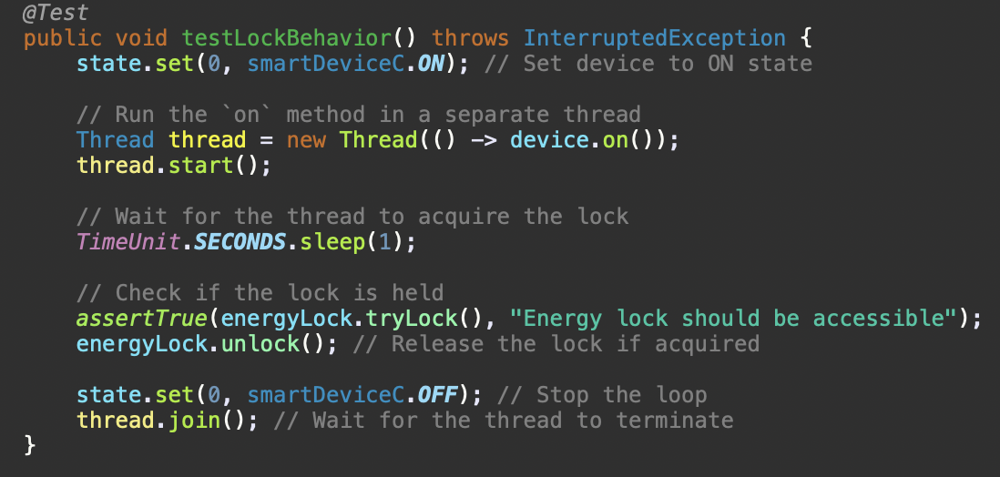 @Test
public void testLockBehavior() throws InterruptedException {
    state.set(0, smartDeviceC.ON); // Set device to ON state

    // Run the `on` method in a separate thread
    Thread thread = new Thread(() -> device.on());
    thread.start();

    // Wait for the thread to acquire the lock
    TimeUnit.SECONDS.sleep(1);

    // Check if the lock is held
    assertTrue(energyLock.tryLock(), "Energy lock should be accessible");
    energyLock.unlock(); // Release the lock if acquired

    state.set(0, smartDeviceC.OFF); // Stop the loop
    thread.join(); // Wait for the thread to terminate
}